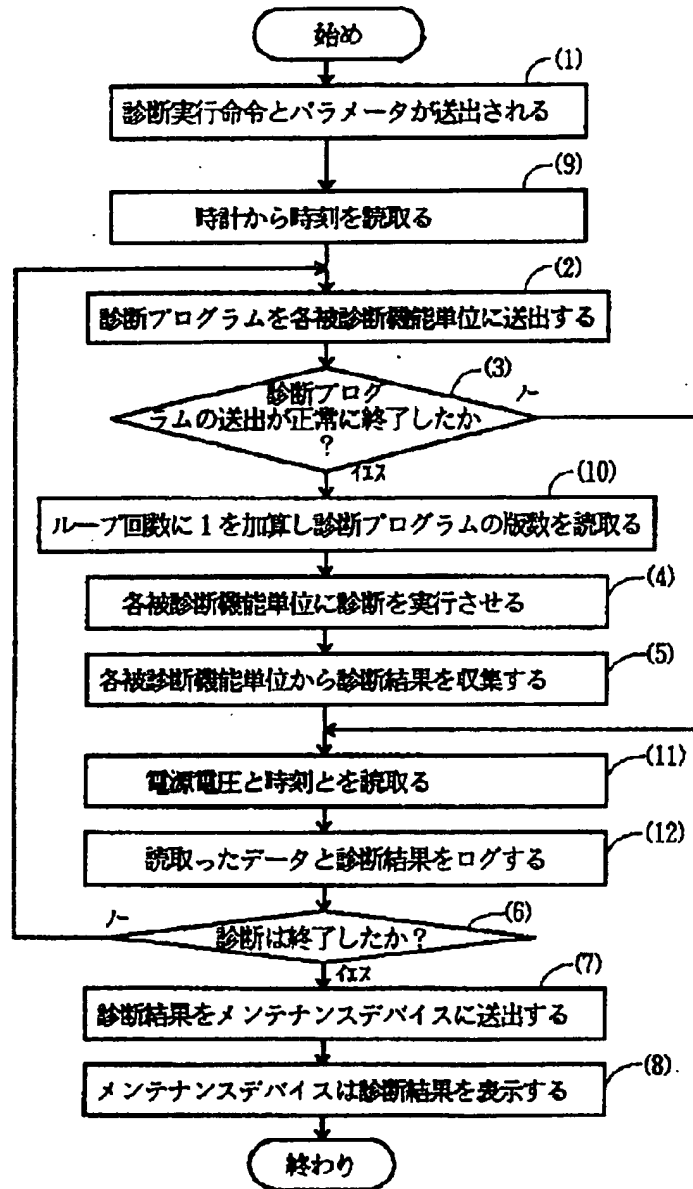 始め
(1)
診断実行命令とパラメータが送出される
(9)
時計から時刻を読取る
(2)
診断プログラムを各被診断機能単位に送出する
(3)
診断プログ
ラムの送出が正常に終了したか
?
ノー
イエス
(10)
ループ回数に1を加算し診断プログラムの版数を読取る
(4)
各被診断機能単位に診断を実行させる
(5)
各被診断機能単位から診断結果を収集する
(11)
電源電圧と時刻とを読取る
(12)
読取ったデータと診断結果をログする
(6)
ノー
診断は終了したか?
イエス
(7)
診断結果をメンテナンスデバイスに送出する
(8)
メンテナンスデバイスは診断結果を表示する
終わり